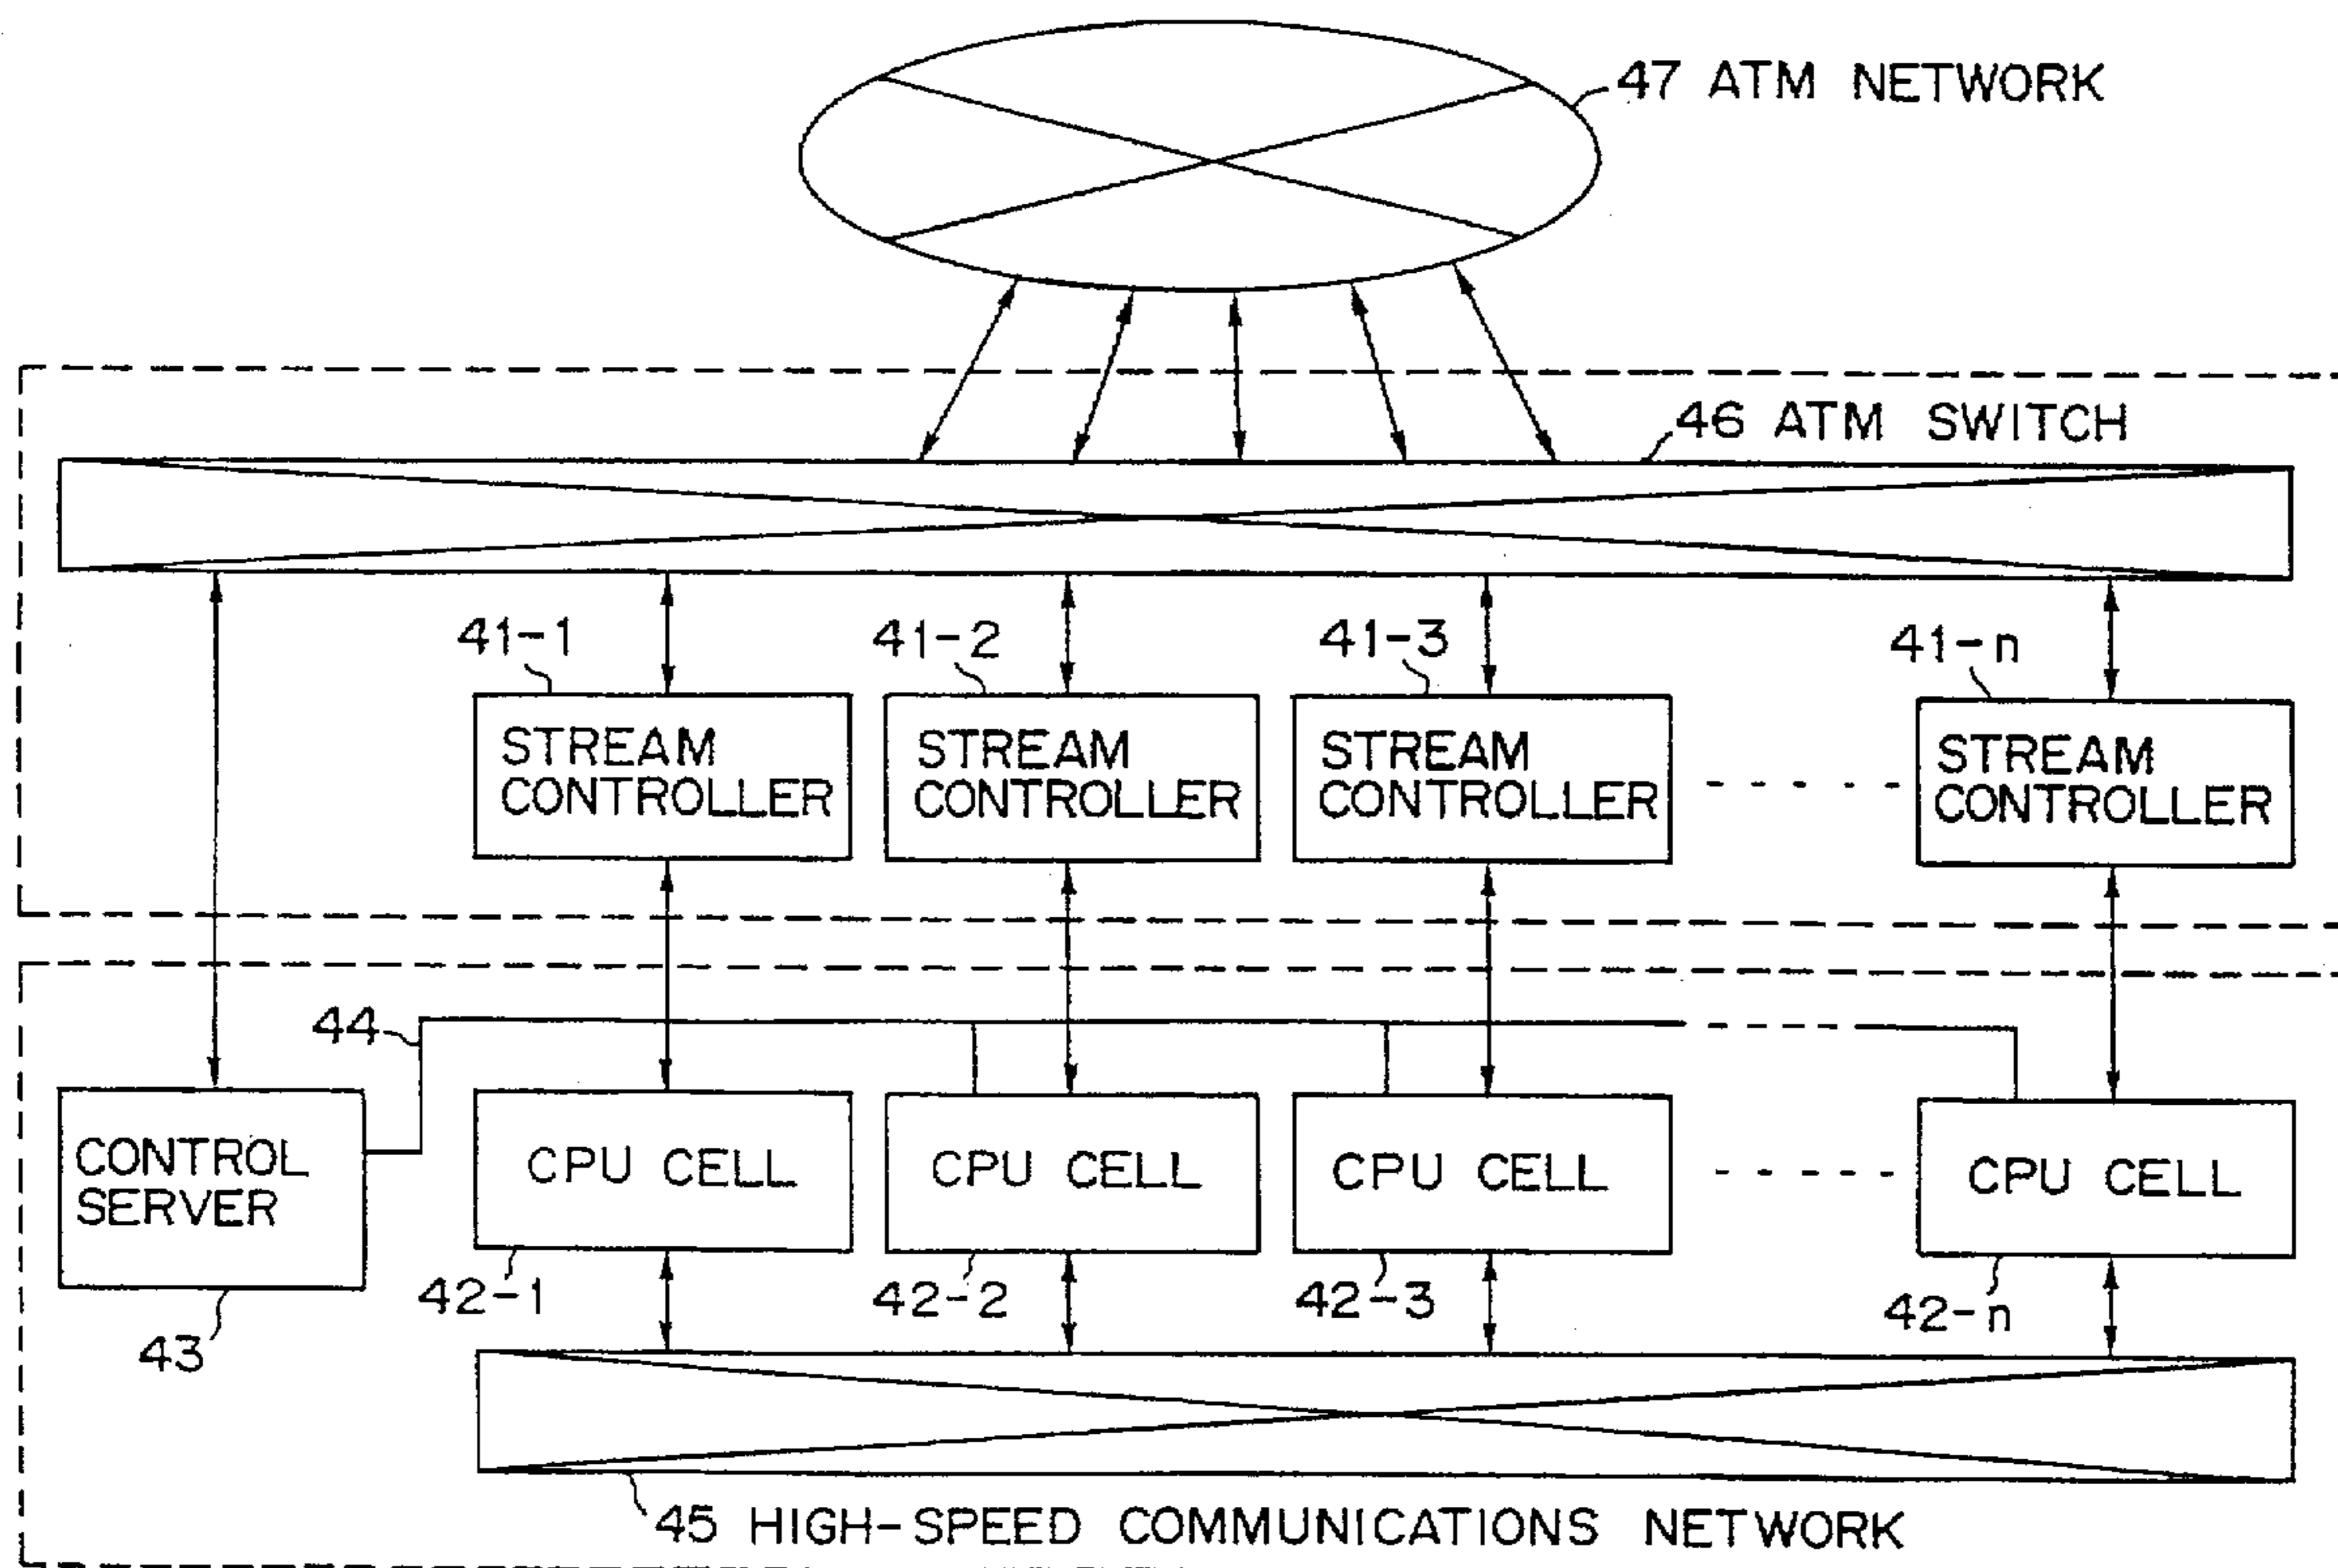 47 ATM NETWORK
46 ATM SWITCH
41-1
41-2
41-3
41-n
STREAM
CONTROLLER
STREAM
CONTROLLER
STREAM
CONTROLLER
STREAM
CONTROLLER
44
CONTROL
SERVER
CPU CELL
CPU CELL
CPU CELL
CPU CELL
42-1
42-2
42-3
42-n
43
45 HIGH-SPEED COMMUNICATIONS NETWORK